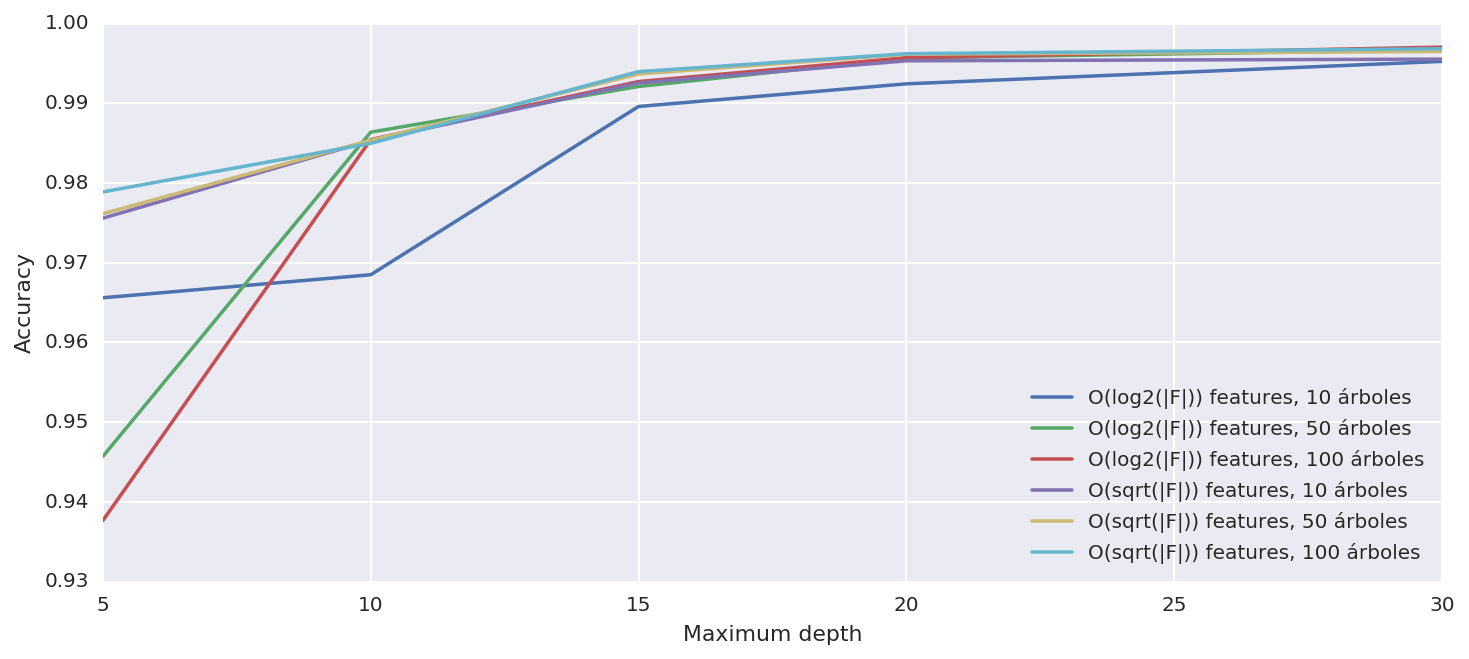 1.00
0.99
0.98
0.97
0.96
0.95
0.94
0.93
Accuracy
5 10 15 20 25 30
Maximum depth
O(log2(|F|)) features, 10 árboles
O(log2(|F|)) features, 50 árboles
O(log2(|F|)) features, 100 árboles
O(sqrt(|F|)) features, 10 árboles
O(sqrt(|F|)) features, 50 árboles
O(sqrt(|F|)) features, 100 árboles